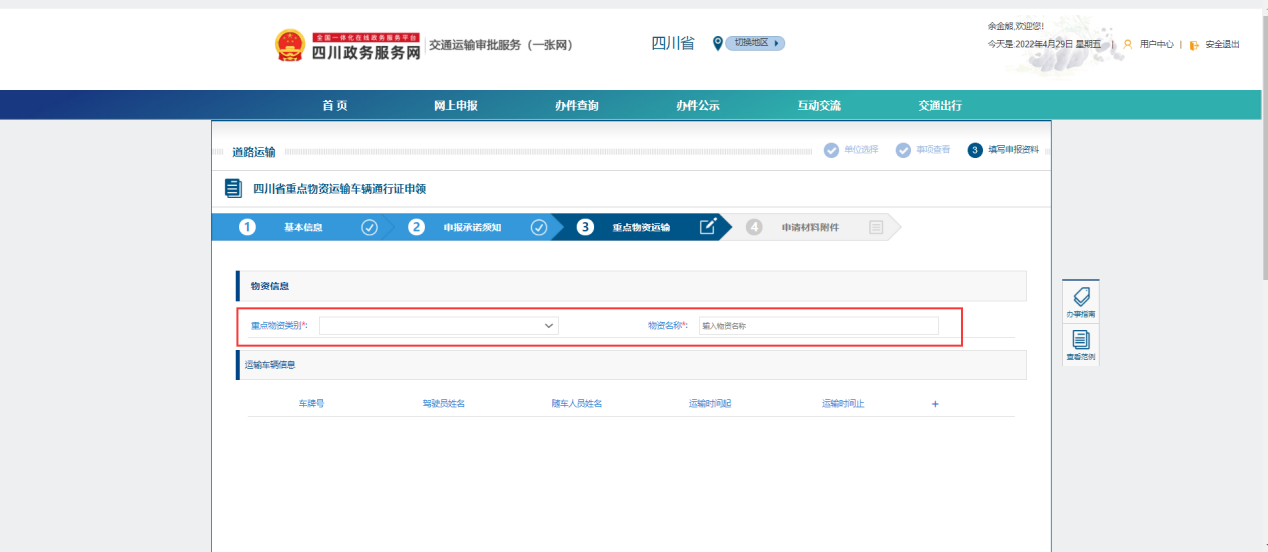 余金懿,欢迎您!
全国一体化在线政务服务平台
四川政务服务网 交通运输审批服务(一张网) 四川省 切换地区 今天是 2022年4月29日 星期五 | 用户中心 | 安全退出
首 页 网上申报 办件查询 办件公示 互动交流 交通出行
道路运输 单位选择 事项查看 3 填写申报资料
四川省重点物资运输车辆通行证申领
1 基本信息 2 申报承诺须知 3 重点物资运输 4 申请材料附件
物资信息
重点物资类别*: 物资名称*: 输入物资名称
运输车辆信息
车牌号 驾驶员姓名 随车人员姓名 运输时间起 运输时间止 +
办事指南
查看范例